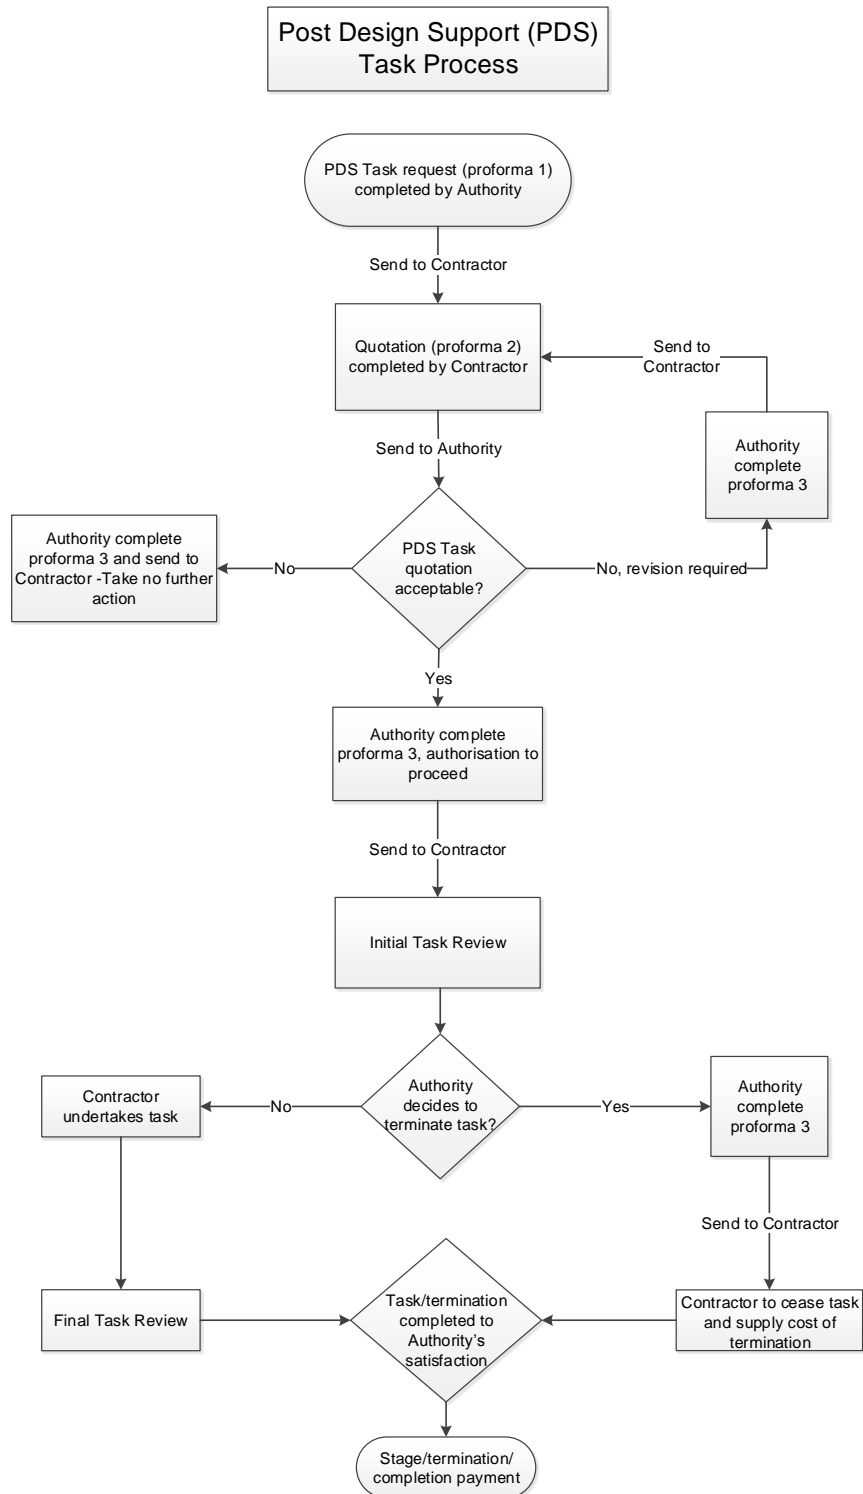 Post Design Support (PDS)
Task Process
PDS Task request (proforma 1)
completed by Authority
Send to Contractor
Quotation (proforma 2)
completed by Contractor
Send to
Contractor
Authority
complete
proforma 3
Send to Authority
PDS Task
quotation
acceptable?
No
Authority complete
proforma 3 and send to
Contractor -Take no further
action
No, revision required
Yes
Authority complete
proforma 3, authorisation to
proceed
Send to Contractor
Initial Task Review
Authority
decides to
terminate task?
No
Contractor
undertakes task
Yes
Authority
complete
proforma 3
Send to Contractor
Final Task Review
Task/termination
completed to
Authority's
satisfaction
Contractor to cease task
and supply cost of
termination
Stage/termination/
completion payment